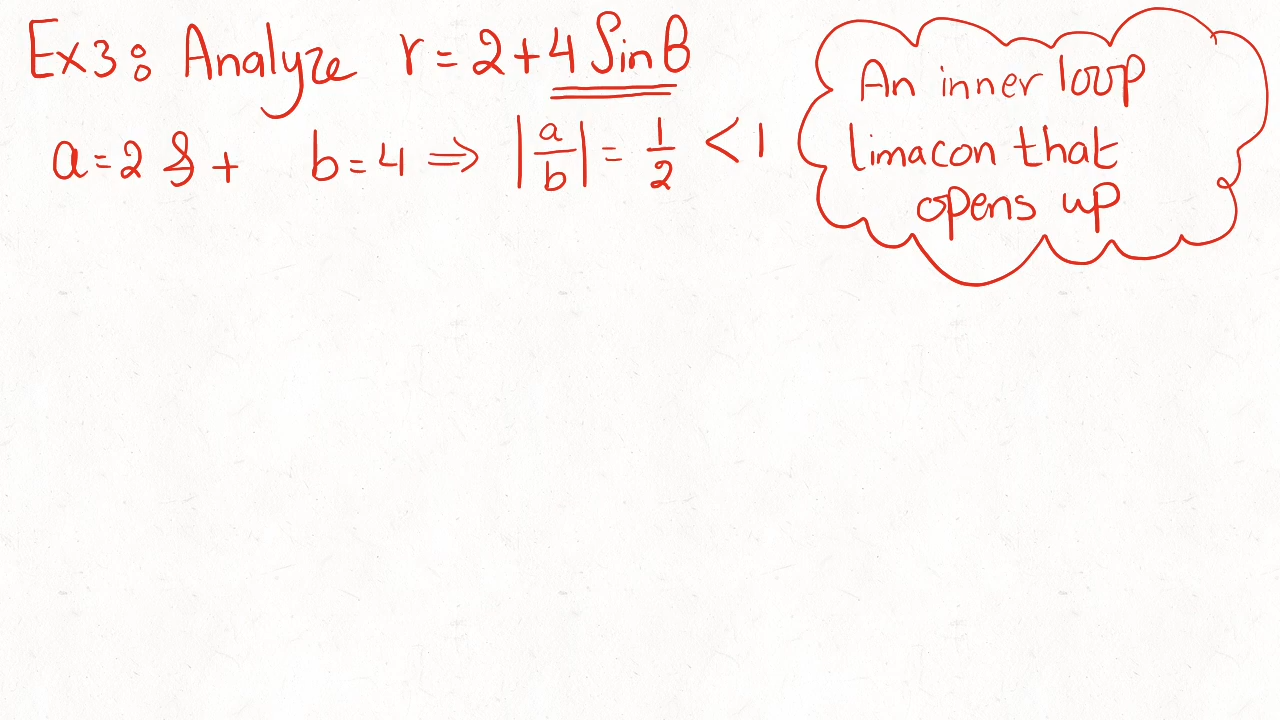 Ex3: Analyze r = 2 + 4 Sin θ
a = 2 & + b = 4 ⇒ |a/b| = 1/2 < 1
An inner loop
limacon that
opens up